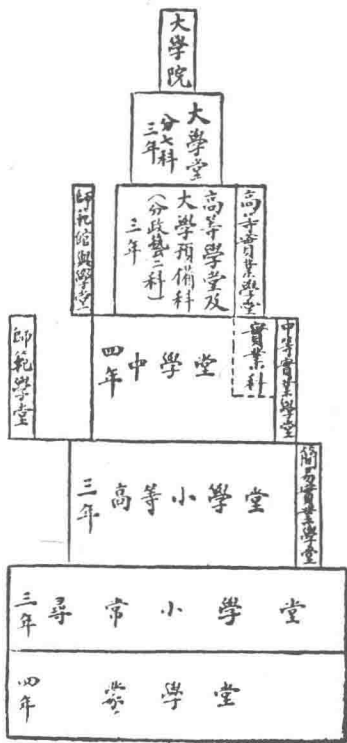 大學院
大學堂
分七科
三年
高等實業學堂
高等學堂及
大學預備科
(分政藝二科)
三年
師範館與學堂
中等實業學堂
實業科
中學堂
四年
師範學堂
簡易實業學堂
高等小學堂
三年
尋常小學堂
三年
蒙學堂
四年